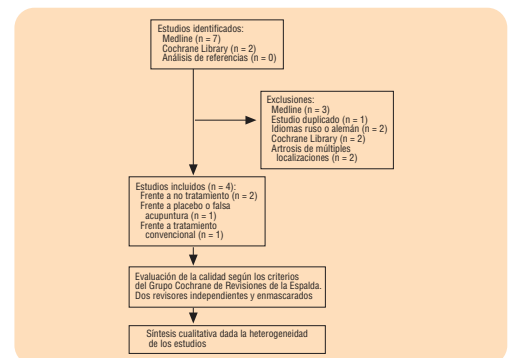 Estudios identificados:
Medline (n = 7)
Cochrane Library (n = 2)
Análisis de referencias (n = 0)
Exclusiones:
Medline (n = 3)
Estudio duplicado (n = 1)
Idiomas ruso o alemán (n = 2)
Cochrane Library (n = 2)
Artrosis de múltiples
localizaciones (n = 2)
Estudios incluidos (n = 4):
Frente a no tratamiento (n = 2)
Frente a placebo o falsa
acupuntura (n = 1)
Frente a tratamiento
convencional (n = 1)
Evaluación de la calidad según los criterios
del Grupo Cochrane de Revisiones de la Espalda.
Dos revisores independientes y enmascarados
Síntesis cualitativa dada la heterogeneidad
de los estudios